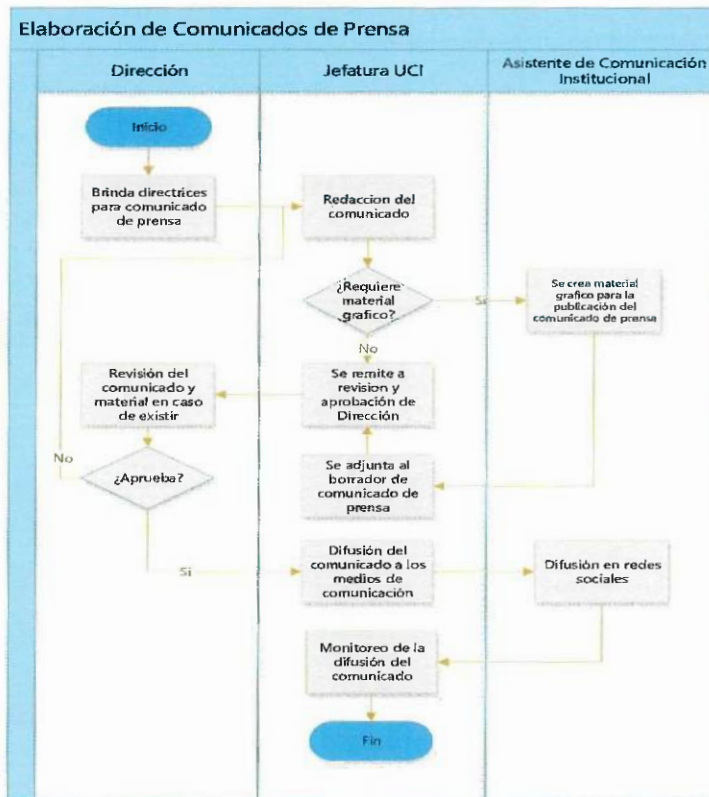 Elaboración de Comunicados de Prensa
Dirección
Jefatura UCI
Asistente de Comunicación
Institucional
Inicio
Brinda directrices
para comunicado
de prensa
Redaccion del
comunicado
¿Requiere
material
grafico?
Si
Se crea material
grafico para la
publicación del
comunicado de prensa
No
Revisión del
comunicado y
material en caso
de existir
Se remite a
revision y
aprobación de
Dirección
No
¿Aprueba?
Se adjunta al
borrador de
comunicado de
prensa
Si
Difusión del
comunicado a los
medios de
comunicación
Difusión en redes
sociales
Monitoreo de la
difusión del
comunicado
Fin